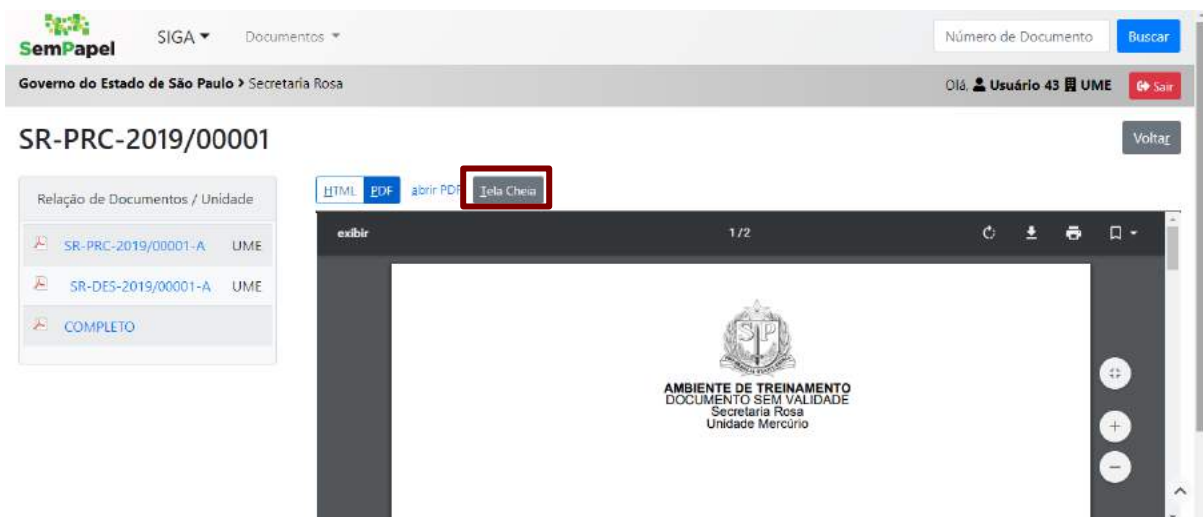 SemPapel
SIGA
Documentos
Número de Documento
Buscar
Governo do Estado de São Paulo > Secretaria Rosa
Olá, Usuário 43 UME
Sair
SR-PRC-2019/00001
Voltar
Relação de Documentos / Unidade
SR-PRC-2019/00001-A UME
SR-DES-2019/00001-A UME
COMPLETO
HTML PDF abrir PDF Tela Cheia
exibir
1/2
SP
AMBIENTE DE TREINAMENTO
DOCUMENTO SEM VALIDADE
Secretaria Rosa
Unidade Mercúrio